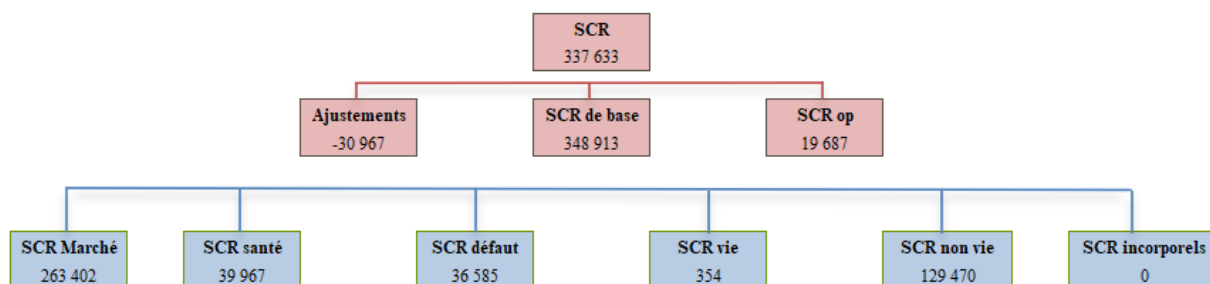 SCR
337 633
Ajustements
-30 967
SCR de base
348 913
SCR op
19 687
SCR Marché
263 402
SCR santé
39 967
SCR défaut
36 585
SCR vie
354
SCR non vie
129 470
SCR incorporels
0